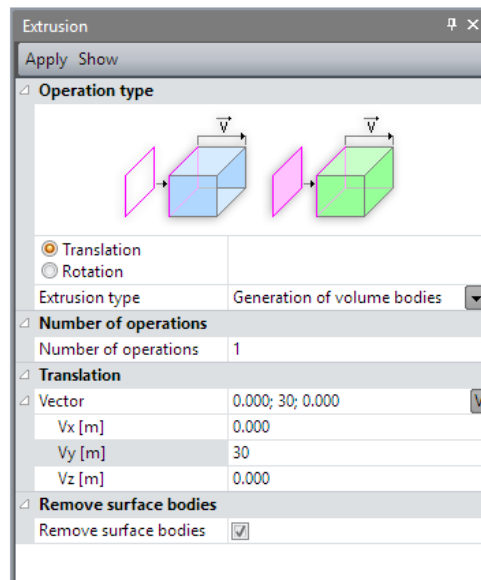 Extrusion
Apply Show
Operation type
V V
Translation
Rotation
Extrusion type Generation of volume bodies
Number of operations
Number of operations 1
Translation
Vector 0.000; 30; 0.000 V
Vx [m] 0.000
Vy [m] 30
Vz [m] 0.000
Remove surface bodies
Remove surface bodies